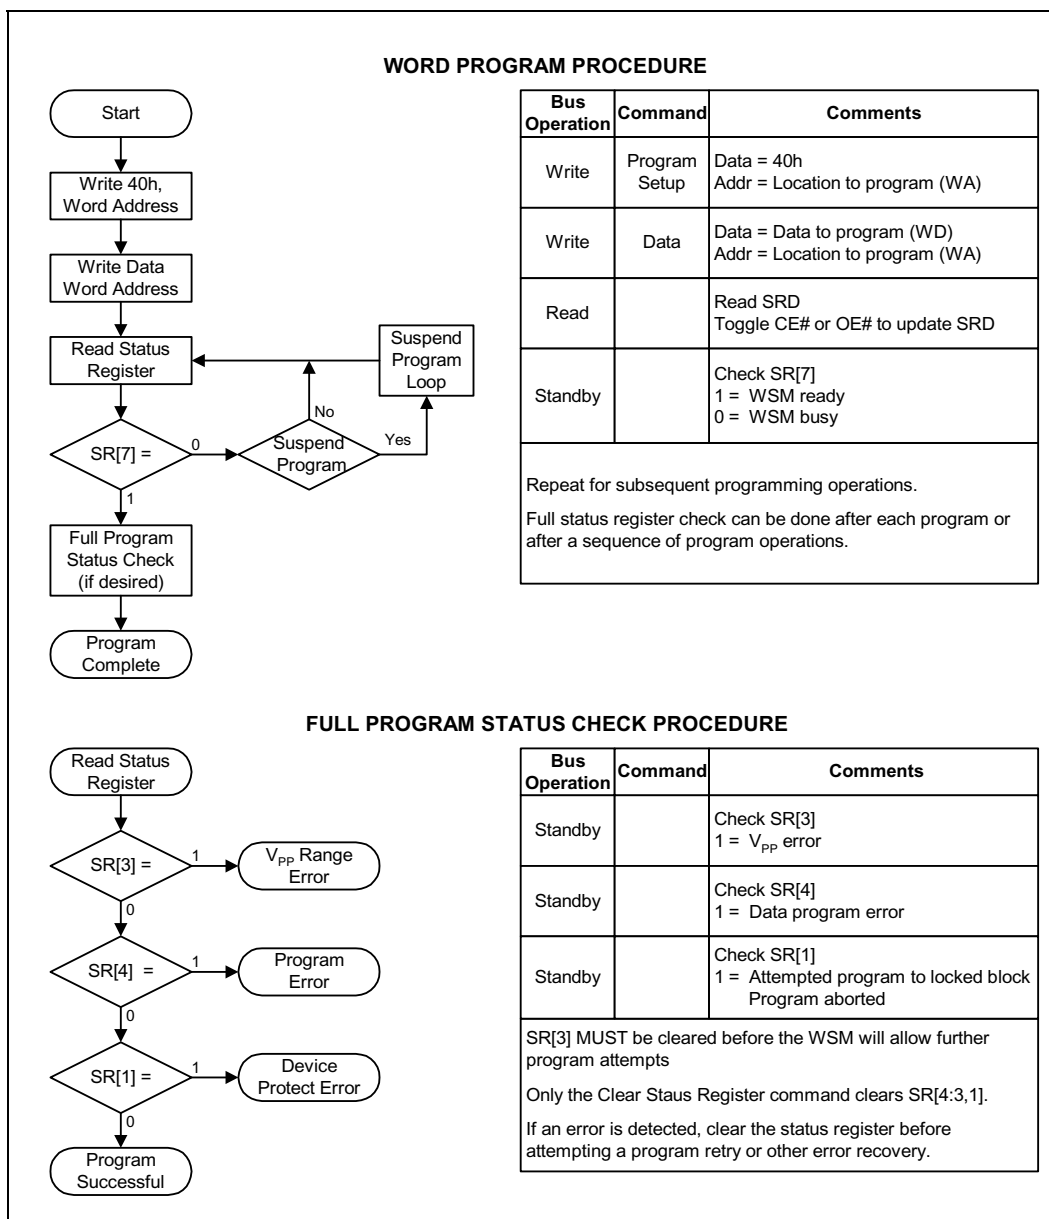 WORD PROGRAM PROCEDURE
Start
Write 40h,
Word Address
Write Data
Word Address
Read Status
Register
Suspend
Program
Loop
SR[7] =
0
1
Suspend
Program
No
Yes
Full Program
Status Check
(if desired)
Program
Complete
Bus
Operation
Command
Comments
Write
Program
Setup
Data = 40h
Addr = Location to program (WA)
Write
Data
Data = Data to program (WD)
Addr = Location to program (WA)
Read
Read SRD
Toggle CE# or OE# to update SRD
Standby
Check SR[7]
1 = WSM ready
0 = WSM busy
Repeat for subsequent programming operations.
Full status register check can be done after each program or
after a sequence of program operations.
FULL PROGRAM STATUS CHECK PROCEDURE
Read Status
Register
SR[3] =
1
0
VPP Range
Error
SR[4] =
1
0
Program
Error
SR[1] =
1
0
Device
Protect Error
Program
Successful
Bus
Operation
Command
Comments
Standby
Check SR[3]
1 = VPP error
Standby
Check SR[4]
1 = Data program error
Standby
Check SR[1]
1 = Attempted program to locked block
Program aborted
SR[3] MUST be cleared before the WSM will allow further
program attempts
Only the Clear Staus Register command clears SR[4:3,1].
If an error is detected, clear the status register before
attempting a program retry or other error recovery.